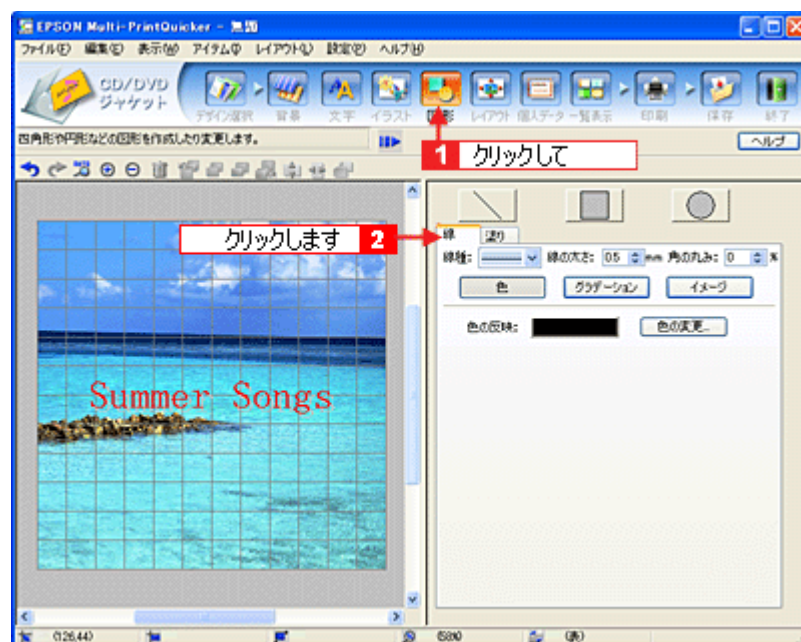 EPSON Multi-PrintQuicker - 無題
ファイル(F) 編集(E) 表示(W) アイテム(I) レイアウト(L) 設定(P) ヘルプ(H)
CD/DVD
ジャケット
デザイン選択 背景 文字 イラスト 図形 レイアウト 個人データ 一覧表示 印刷 保存 終了
四角形や円形などの図形を作成したり変更します。
ヘルプ
1 クリックして
クリックします 2
線 塗り
線種: 線の太さ: 0.5 mm 角の丸み: 0 %
色 グラデーション イメージ
色の反映: 色の変更...
Summer Songs
(126,44) (58%) (表)